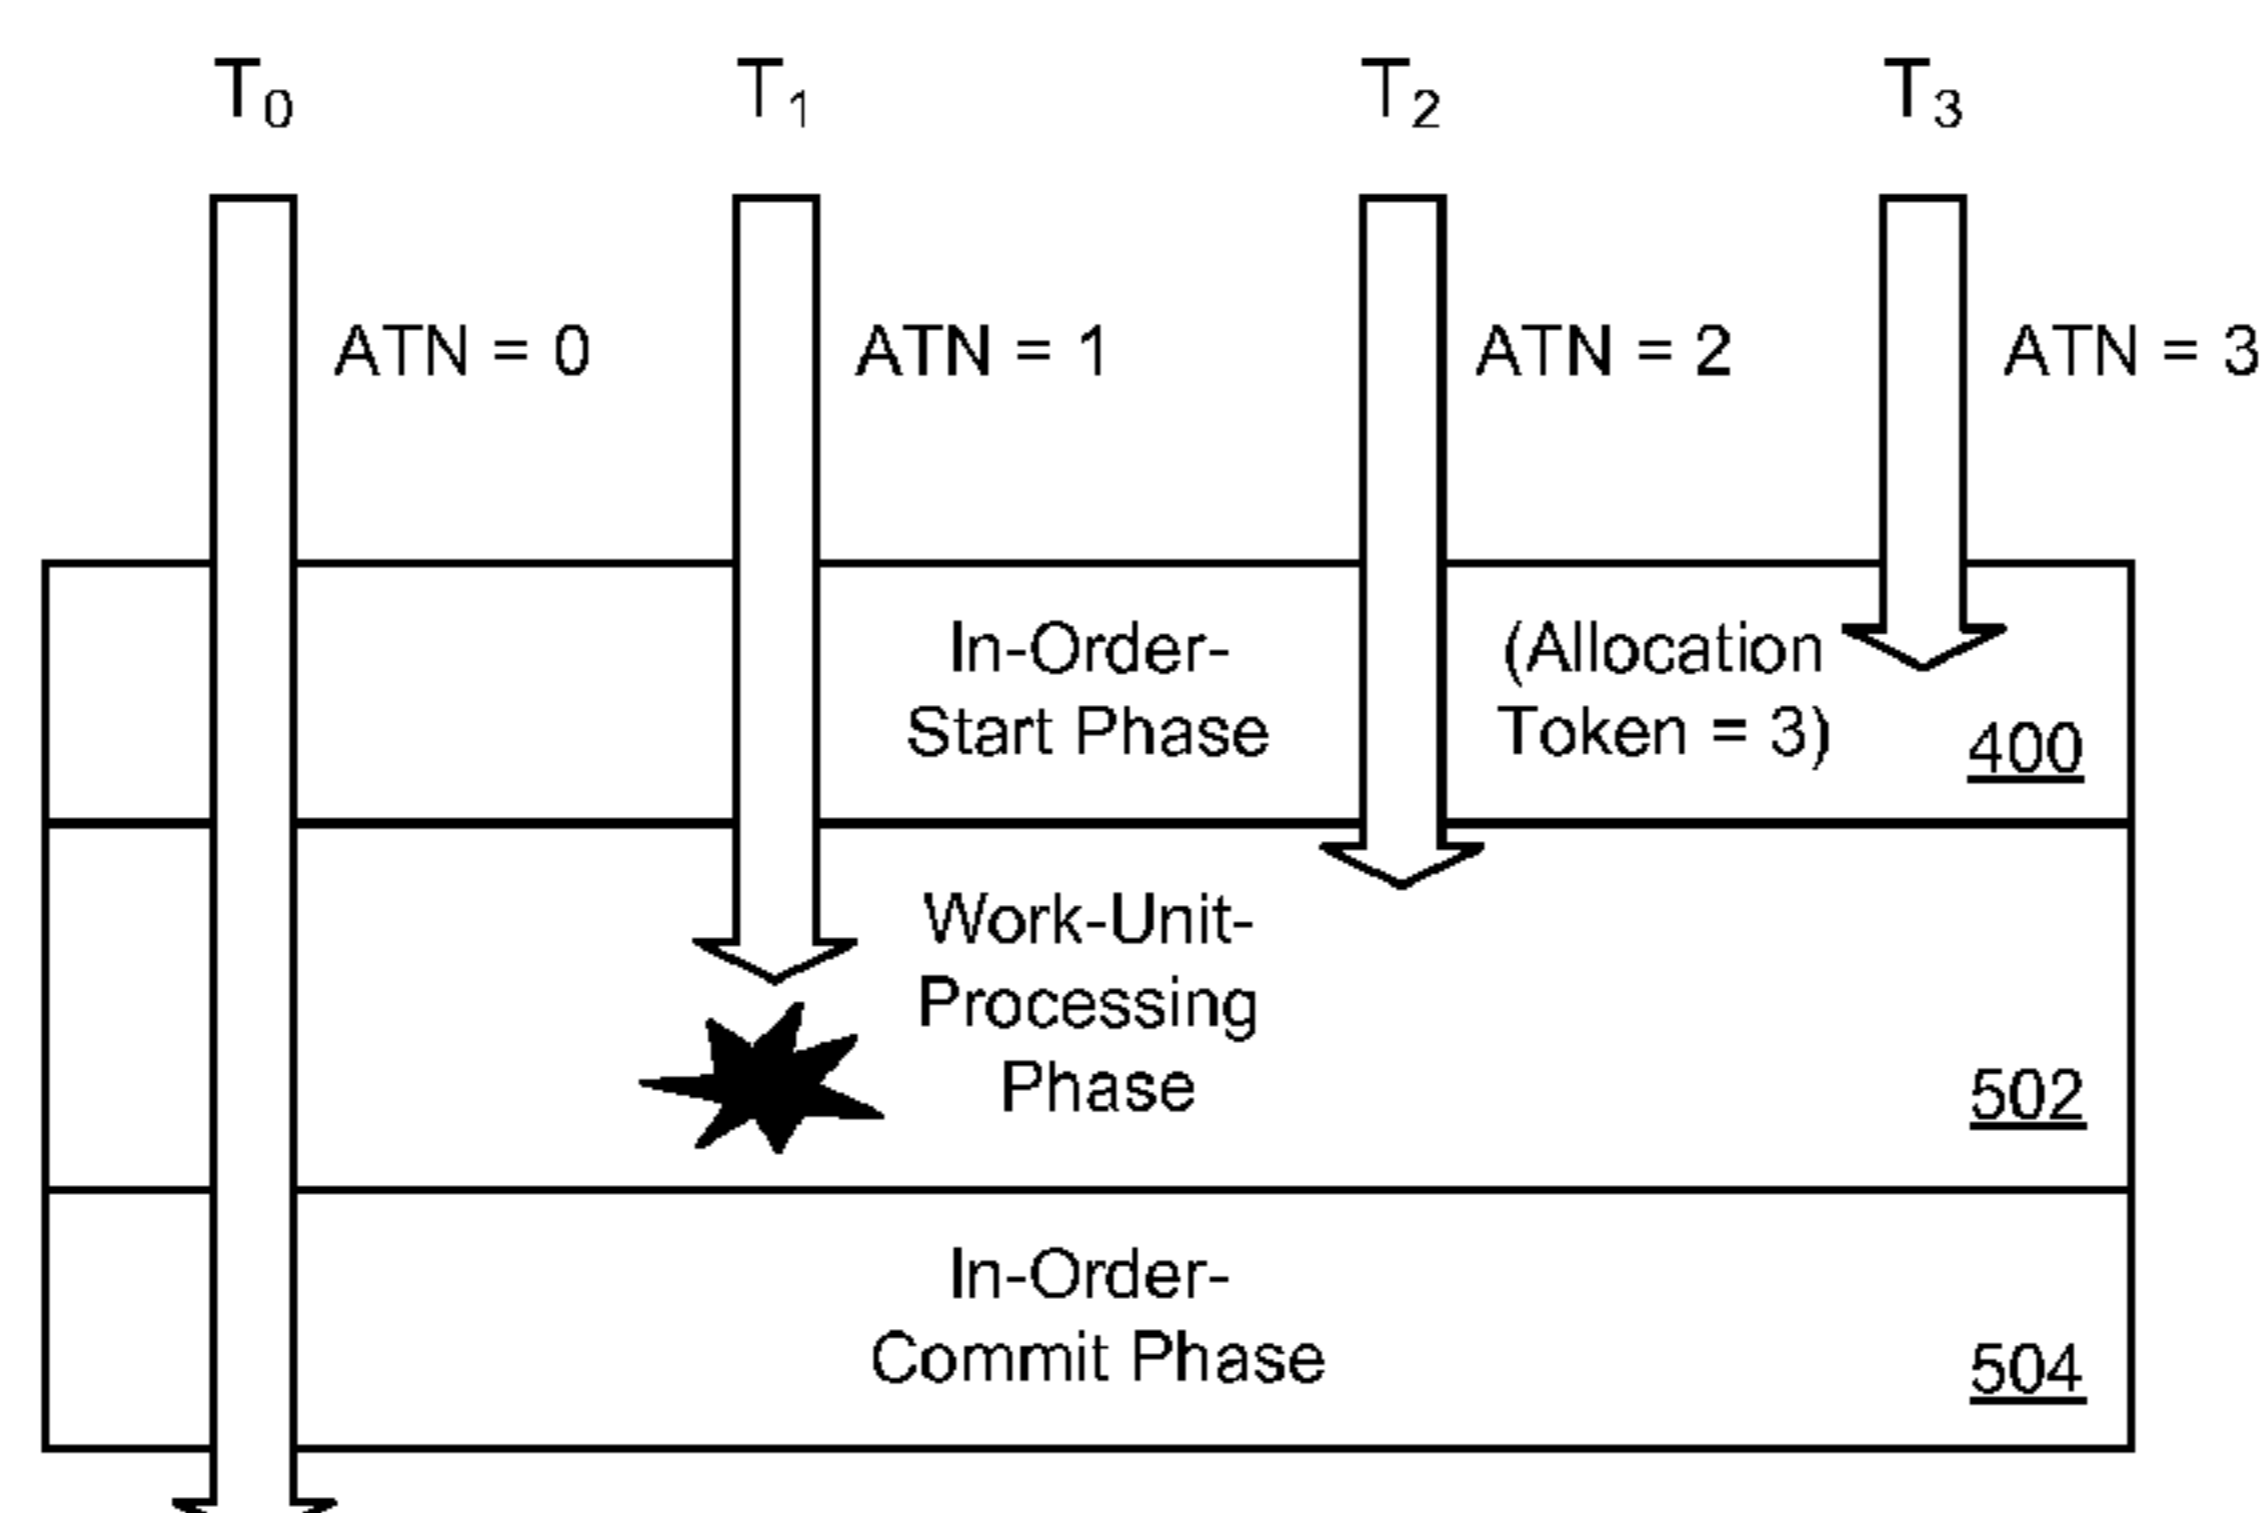 T0 T1 T2 T3
ATN = 0 ATN = 1 ATN = 2 ATN = 3
In-Order- (Allocation
Start Phase Token = 3) 400
Work-Unit-
Processing
Phase 502
In-Order-
Commit Phase 504